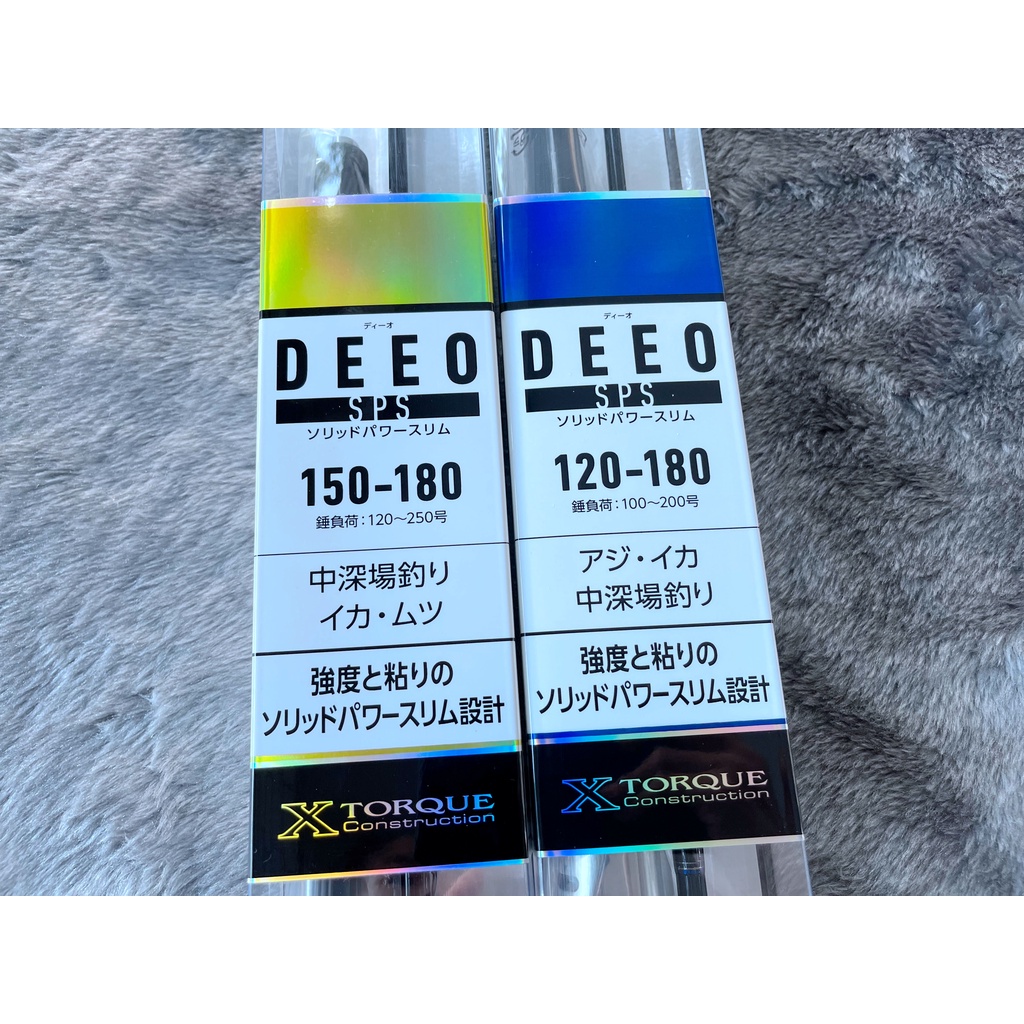 ディーオ
DEEO
SPS
ソリッドパワースリム
150-180
錘負荷:120~250号
中深場釣り
イカ・ムツ
強度と粘りの
ソリッドパワースリム設計
X TORQUE
Construction
ディーオ
DEEO
SPS
ソリッドパワースリム
120-180
錘負荷:100~200号
アジ・イカ
中深場釣り
強度と粘りの
ソリッドパワースリム設計
X TORQUE
Construction